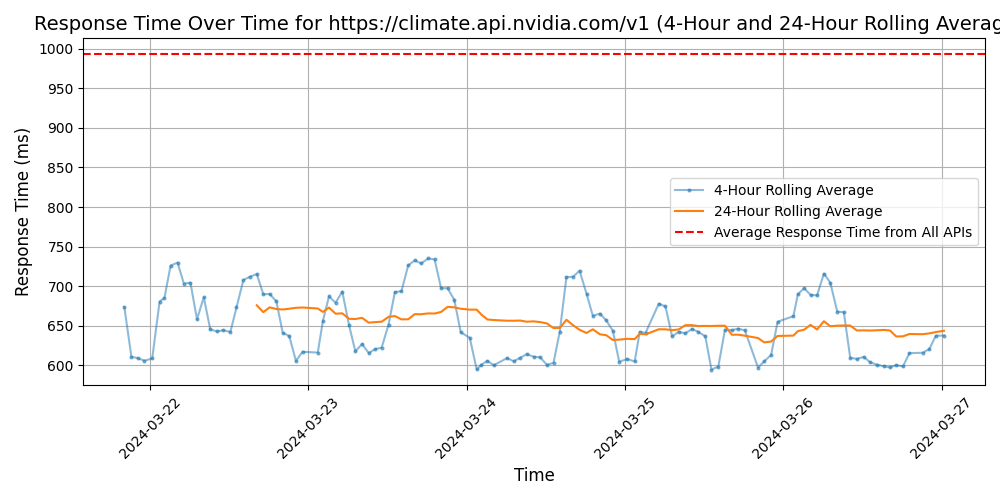 Response Time Over Time for https://climate.api.nvidia.com/v1 (4-Hour and 24-Hour Rolling Averag
1000
950
900
850
800
750
700
650
600
Response Time (ms)
4-Hour Rolling Average
24-Hour Rolling Average
Average Response Time from All APIs
2024-03-22
2024-03-23
2024-03-24
2024-03-25
2024-03-26
2024-03-27
Time